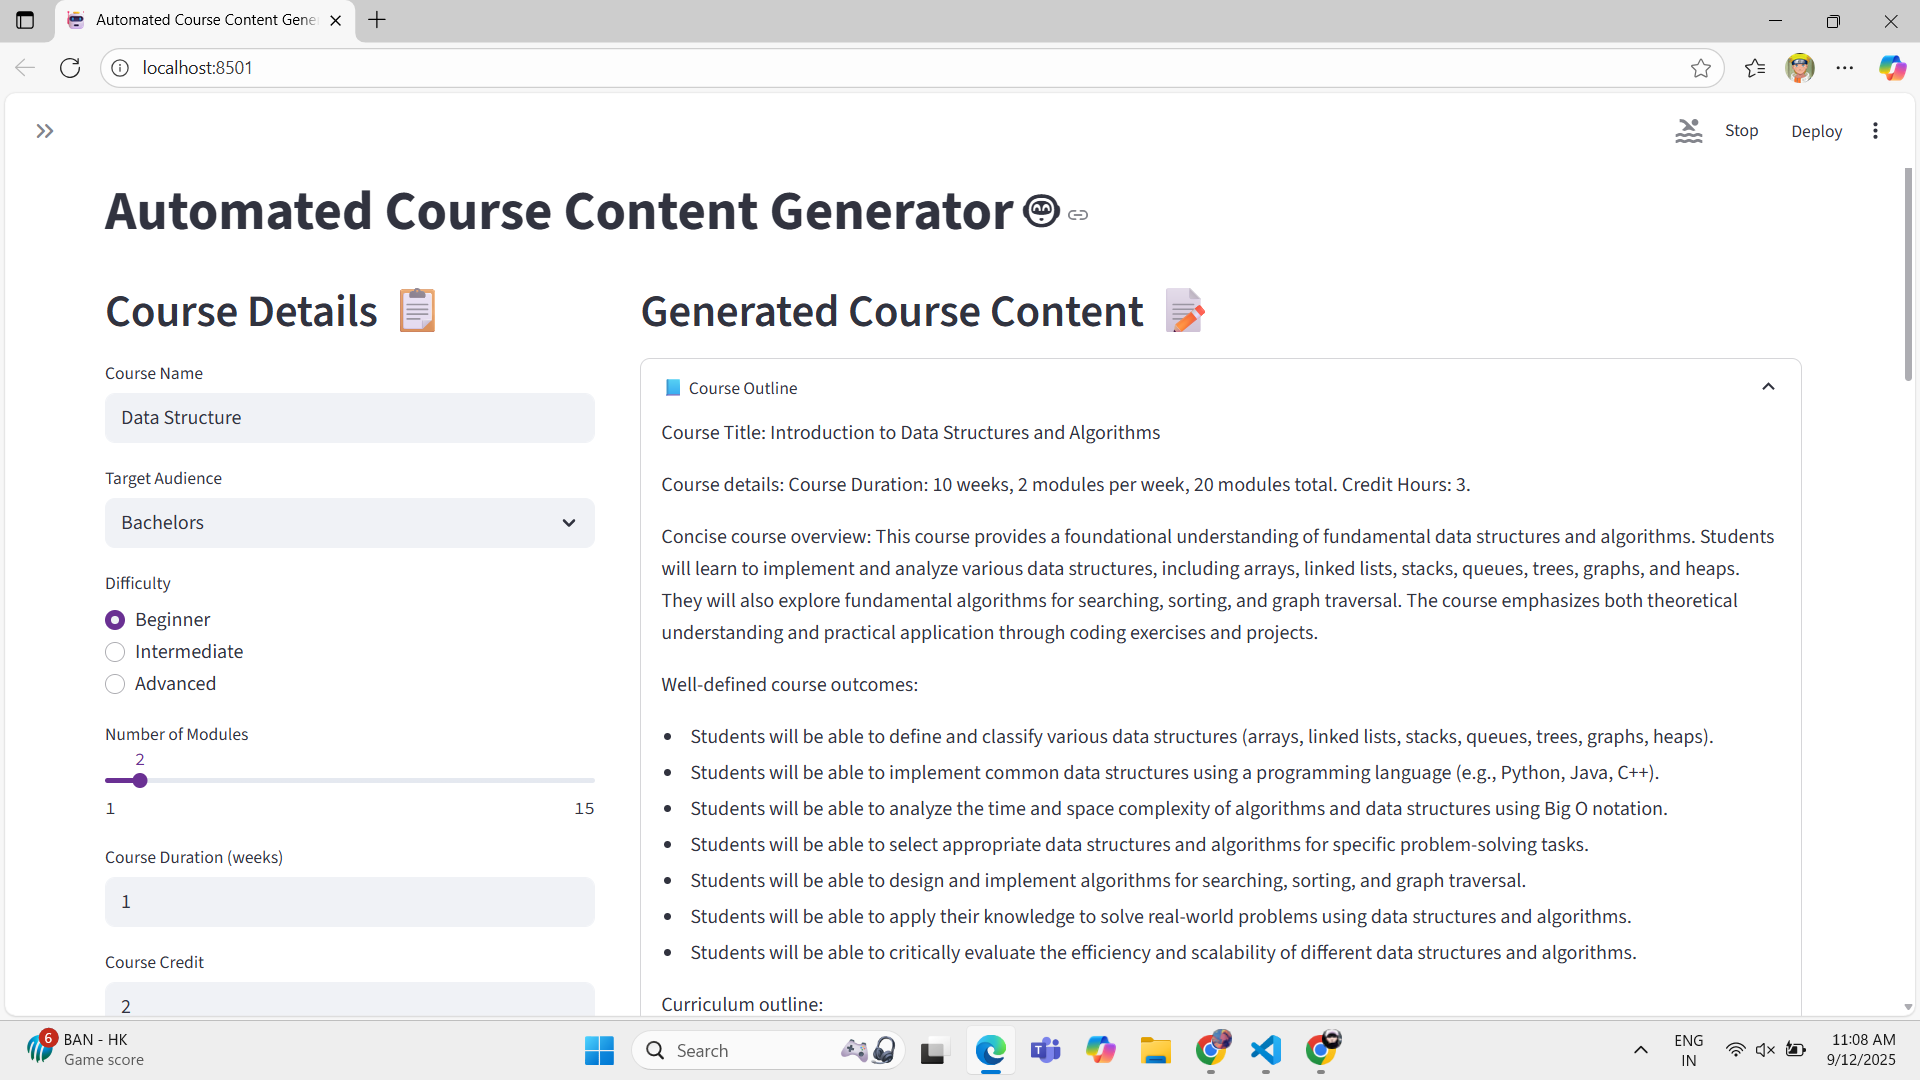 Automated Course Content Gene
localhost:8501
Stop
Deploy
Automated Course Content Generator
Course Details
Course Name
Data Structure
Target Audience
Bachelors
Difficulty
Beginner
Intermediate
Advanced
Number of Modules
2
1
15
Course Duration (weeks)
1
Course Credit
2
Generated Course Content
Course Outline
Course Title: Introduction to Data Structures and Algorithms
Course details: Course Duration: 10 weeks, 2 modules per week, 20 modules total. Credit Hours: 3.
Concise course overview: This course provides a foundational understanding of fundamental data structures and algorithms. Students
will learn to implement and analyze various data structures, including arrays, linked lists, stacks, queues, trees, graphs, and heaps.
They will also explore fundamental algorithms for searching, sorting, and graph traversal. The course emphasizes both theoretical
understanding and practical application through coding exercises and projects.
Well-defined course outcomes:
• Students will be able to define and classify various data structures (arrays, linked lists, stacks, queues, trees, graphs, heaps).
• Students will be able to implement common data structures using a programming language (e.g., Python, Java, C++).
• Students will be able to analyze the time and space complexity of algorithms and data structures using Big O notation.
• Students will be able to select appropriate data structures and algorithms for specific problem-solving tasks.
• Students will be able to design and implement algorithms for searching, sorting, and graph traversal.
• Students will be able to apply their knowledge to solve real-world problems using data structures and algorithms.
• Students will be able to critically evaluate the efficiency and scalability of different data structures and algorithms.
Curriculum outline:
6
BAN - HK
Game score
Search
ENG
IN
11:08 AM
9/12/2025